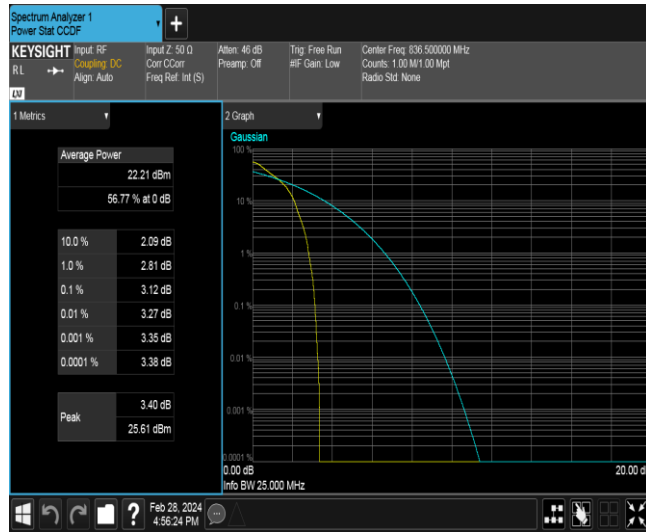 Spectrum Analyzer 1
Power Stat CCDF
+
KEYSIGHT
R L
LXI
Input: RF
Coupling: DC
Align: Auto
Input Z: 50 Ω
Corr CCorr
Freq Ref: Int (S)
Atten: 46 dB
Preamp: Off
Trig: Free Run
#IF Gain: Low
Center Freq: 836.500000 MHz
Counts: 1.00 M/1.00 Mpt
Radio Std: None
1 Metrics
Average Power
22.21 dBm
56.77 % at 0 dB
10.0 % 2.09 dB
1.0 % 2.81 dB
0.1 % 3.12 dB
0.01 % 3.27 dB
0.001 % 3.35 dB
0.0001 % 3.38 dB
Peak
3.40 dB
25.61 dBm
2 Graph
Gaussian
100 %
10 %
1 %
0.1 %
0.01 %
0.001 %
0.0001 %
0.00 dB
20.00 d
Info BW 25.000 MHz
?
Feb 28, 2024
4:56:24 PM